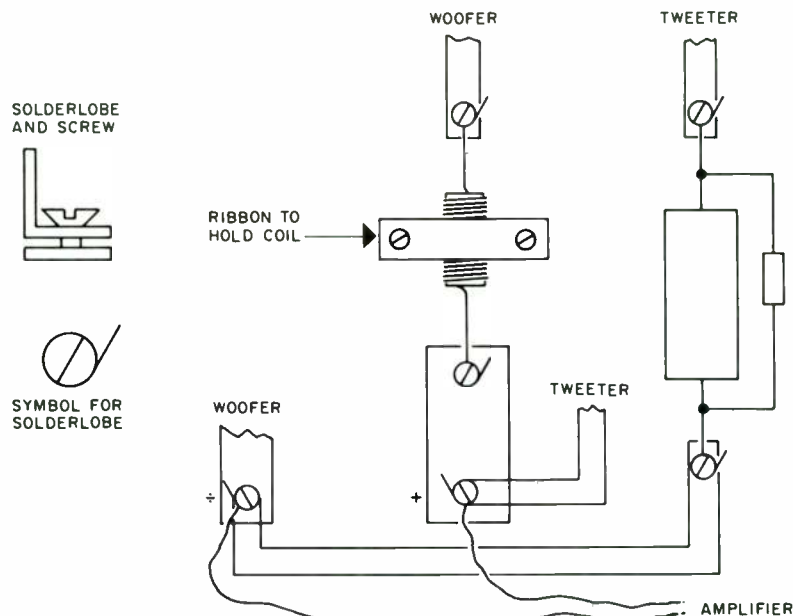 WOOFER
TWEETER
SOLDERLOBE
AND SCREW
RIBBON TO
HOLD COIL
TWEETER
SYMBOL FOR
SOLDERLOBE
WOOFER
÷
+
AMPLIFIER